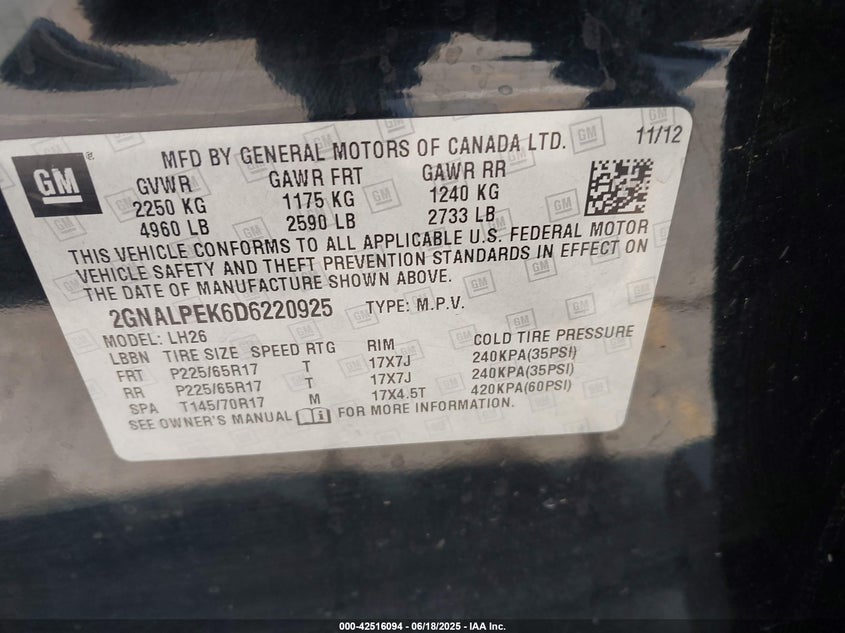 GM ®
MFD BY GENERAL MOTORS OF CANADA LTD.
11/12
GVWR GAWR FRT GAWR RR
2250 KG 1175 KG 1240 KG
4960 LB 2590 LB 2733 LB
THIS VEHICLE CONFORMS TO ALL APPLICABLE U.S. FEDERAL MOTOR
VEHICLE SAFETY AND THEFT PREVENTION STANDARDS IN EFFECT ON
THE DATE OF MANUFACTURE SHOWN ABOVE.
2GNALPEK6D6220925 TYPE: M.P.V.
MODEL: LH26
LBBN TIRE SIZE SPEED RTG RIM COLD TIRE PRESSURE
FRT P225/65R17 T 17X7J 240KPA(35PSI)
RR P225/65R17 T 17X7J 240KPA(35PSI)
SPA T145/70R17 M 17X4.5T 420KPA(60PSI)
SEE OWNER'S MANUAL FOR MORE INFORMATION.
000-42516094 - 06/18/2025 - IAA Inc.